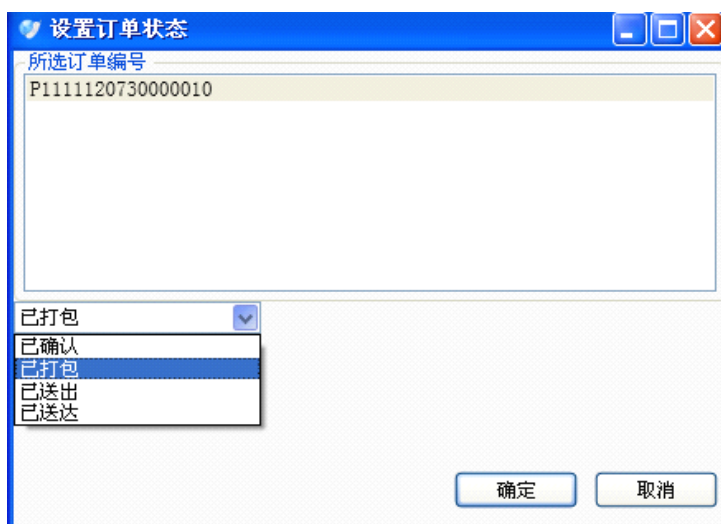 设置订单状态
所选订单编号
P1111120730000010
已打包
已确认
已打包
已送出
已送达
确定
取消